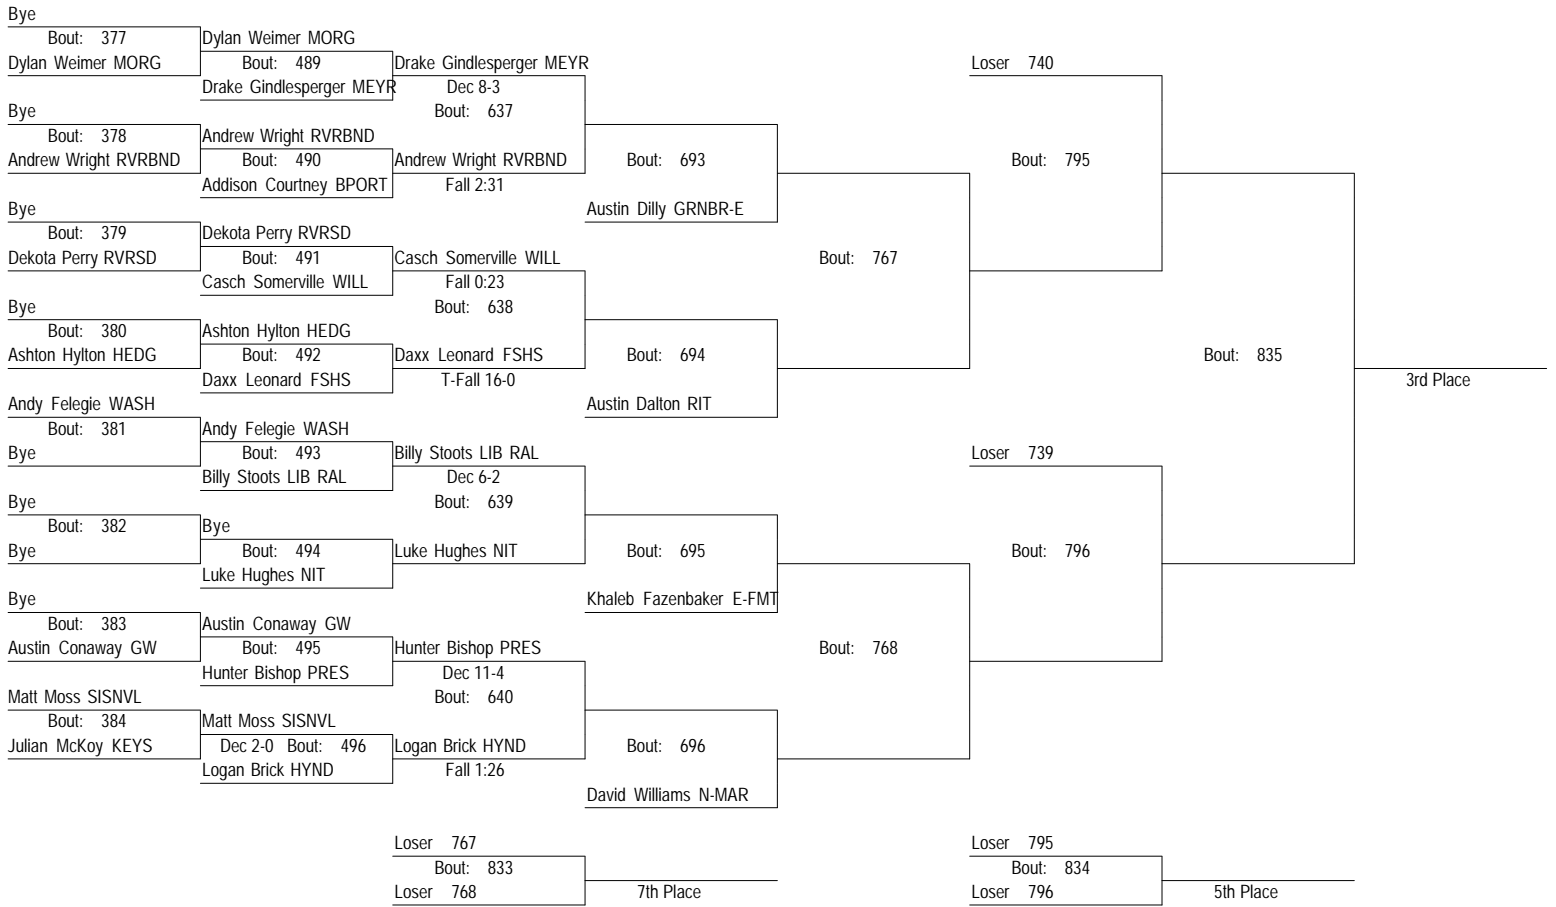 Bye
Bout: 377
Dylan Weimer MORG
Bye
Bout: 378
Andrew Wright RVRBND
Bye
Bout: 379
Dekota Perry RVRSD
Bye
Bout: 380
Ashton Hylton HEDG
Andy Felegie WASH
Bout: 381
Bye
Bye
Bout: 382
Bye
Bye
Bout: 383
Austin Conaway GW
Matt Moss SISNVL
Bout: 384
Julian McKoy KEYS
Dylan Weimer MORG
Bout: 489
Drake Gindlesperger MEYR
Andrew Wright RVRBND
Bout: 490
Addison Courtney BPORT
Dekota Perry RVRSD
Bout: 491
Casch Somerville WILL
Ashton Hylton HEDG
Bout: 492
Daxx Leonard FSHS
Andy Felegie WASH
Bout: 493
Billy Stoots LIB RAL
Bye
Bout: 494
Luke Hughes NIT
Austin Conaway GW
Bout: 495
Hunter Bishop PRES
Matt Moss SISNVL
Dec 2-0 Bout: 496
Logan Brick HYND
Drake Gindlesperger MEYR
Dec 8-3
Bout: 637
Andrew Wright RVRBND
Fall 2:31
Casch Somerville WILL
Fall 0:23
Bout: 638
Daxx Leonard FSHS
T-Fall 16-0
Billy Stoots LIB RAL
Dec 6-2
Bout: 639
Luke Hughes NIT
Hunter Bishop PRES
Dec 11-4
Bout: 640
Logan Brick HYND
Fall 1:26
Bout: 693
Austin Dilly GRNBR-E
Bout: 694
Austin Dalton RIT
Bout: 695
Khaleb Fazenbaker E-FMT
Bout: 696
David Williams N-MAR
Bout: 767
Bout: 768
Loser 740
Bout: 795
Loser 739
Bout: 796
Bout: 835
3rd Place
Loser 767
Bout: 833
Loser 768
7th Place
Loser 795
Bout: 834
Loser 796
5th Place